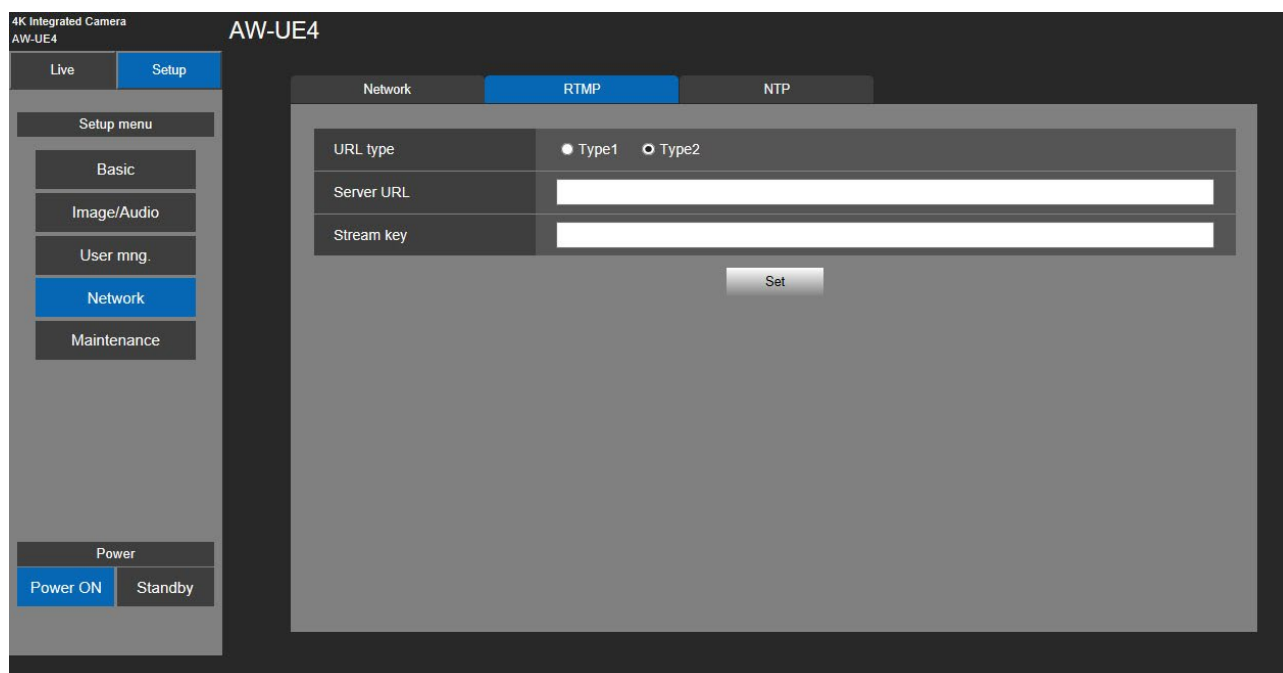 4K Integrated Camera
AW-UE4
AW-UE4
Live Setup
Setup menu
Basic
Image/Audio
User mng.
Network
Maintenance
Power
Power ON Standby
Network RTMP NTP
URL type Type1 Type2
Server URL
Stream key
Set